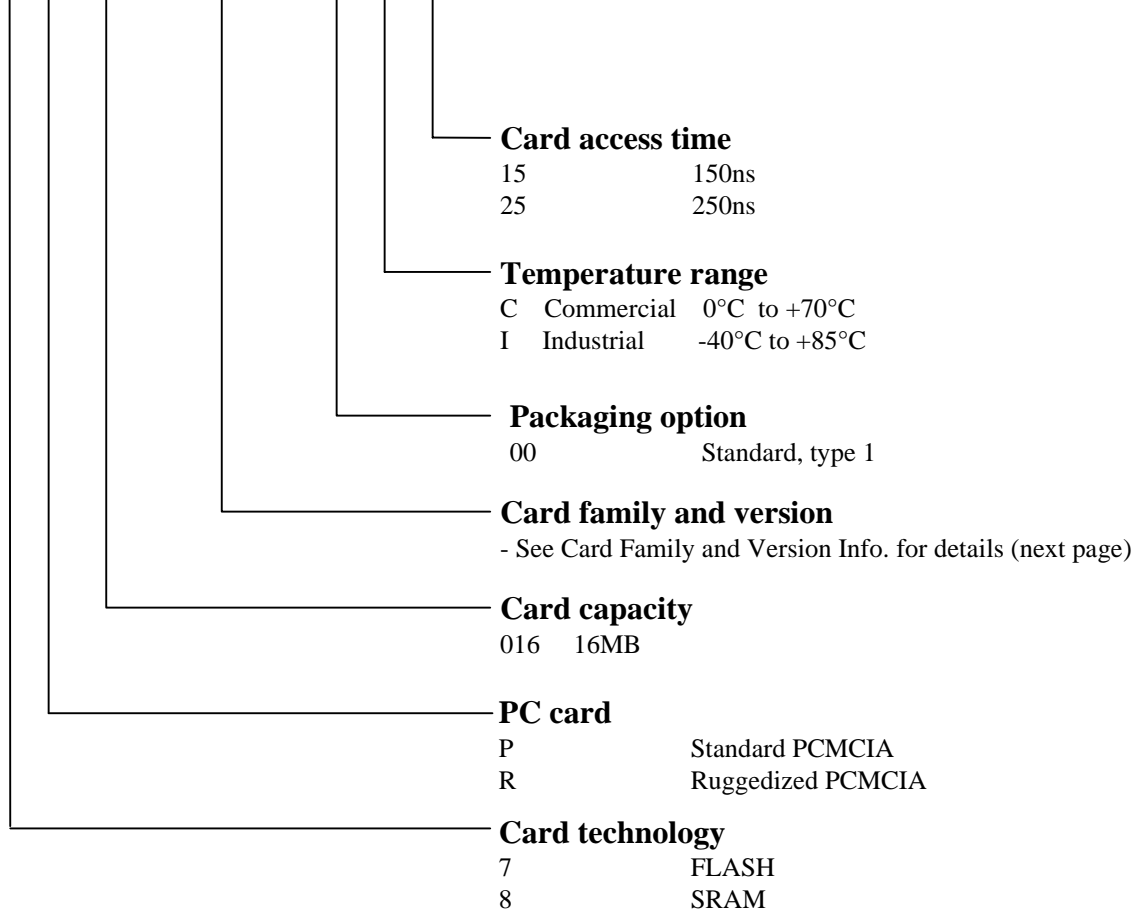 Card access time
15 150ns
25 250ns
Temperature range
C Commercial 0°C to +70°C
I Industrial -40°C to +85°C
Packaging option
00 Standard, type 1
Card family and version
- See Card Family and Version Info. for details (next page)
Card capacity
016 16MB
PC card
P Standard PCMCIA
R Ruggedized PCMCIA
Card technology
7 FLASH
8 SRAM